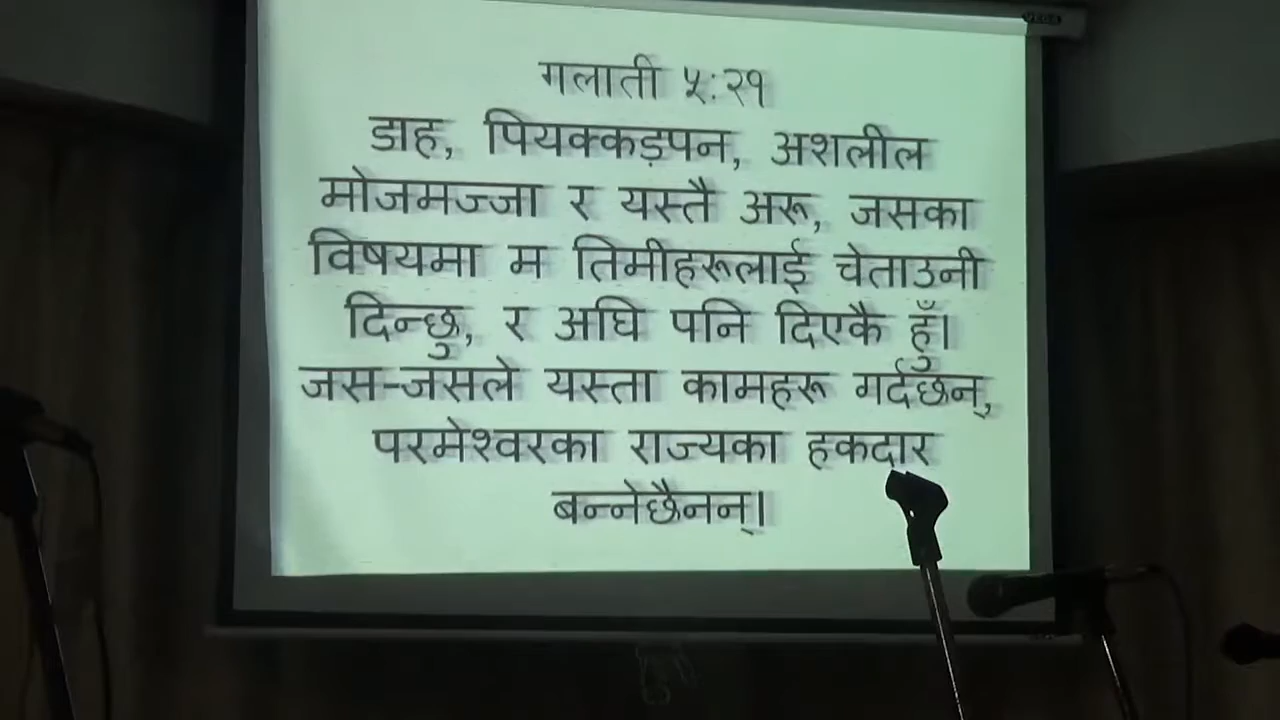 VEGA
गलाती ५:२१
डाह, पियक्कड़पन, अशलील
मोजमज्जा र यस्तै अरू, जसका
विषयमा म तिमीहरूलाई चेताउनी
दिन्छु, र अघि पनि दिएकै हुँ।
जस-जसले यस्ता कामहरू गर्दछन्,
परमेश्वरका राज्यका हकदार
बन्नेछैनन्।